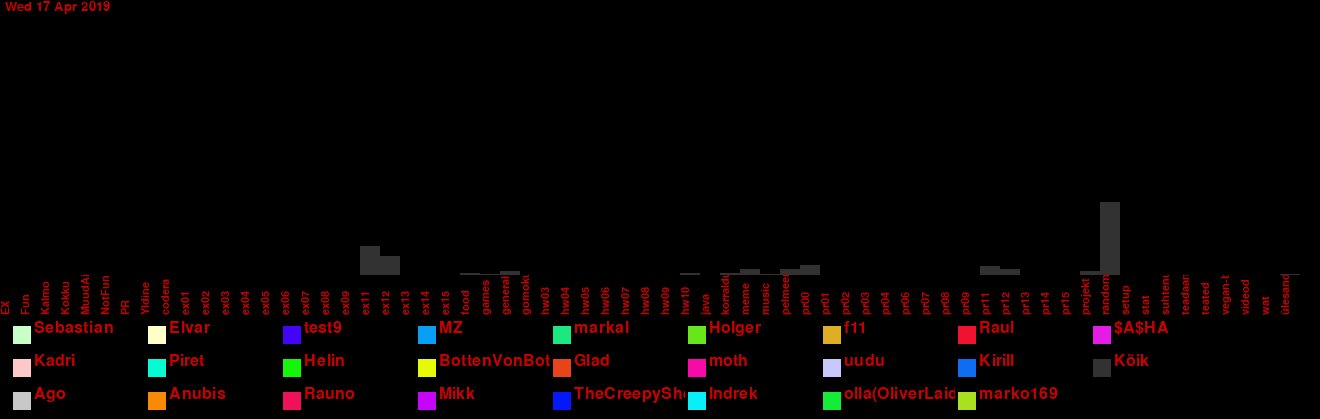 Wed 17 Apr 2019
EX Fun Kalmo Kokku MuudAi NotFun PR Yldine codera ex01 ex02 ex03 ex04 ex05 ex06 ex07 ex08 ex09 ex11 ex12 ex13 ex14 ex15 food games general gomoku hw03 hw04 hw05 hw06 hw07 hw08 hw09 hw10 java korraldu meme music pelmee pr00 pr01 pr02 pr03 pr04 pr05 pr06 pr07 pr08 pr09 pr11 pr12 pr13 pr14 pr15 projekt random setup stat suhtenu teadaan teated vegan-t videod wat ülesand
Sebastian Elvar test9 MZ markal Holger f11 Raul $A$HA
Kadri Piret Helin BottenVonBot Glad moth uudu Kirill Kõik
Ago Anubis Rauno Mikk TheCreepySh Indrek olla(OliverLaid marko169